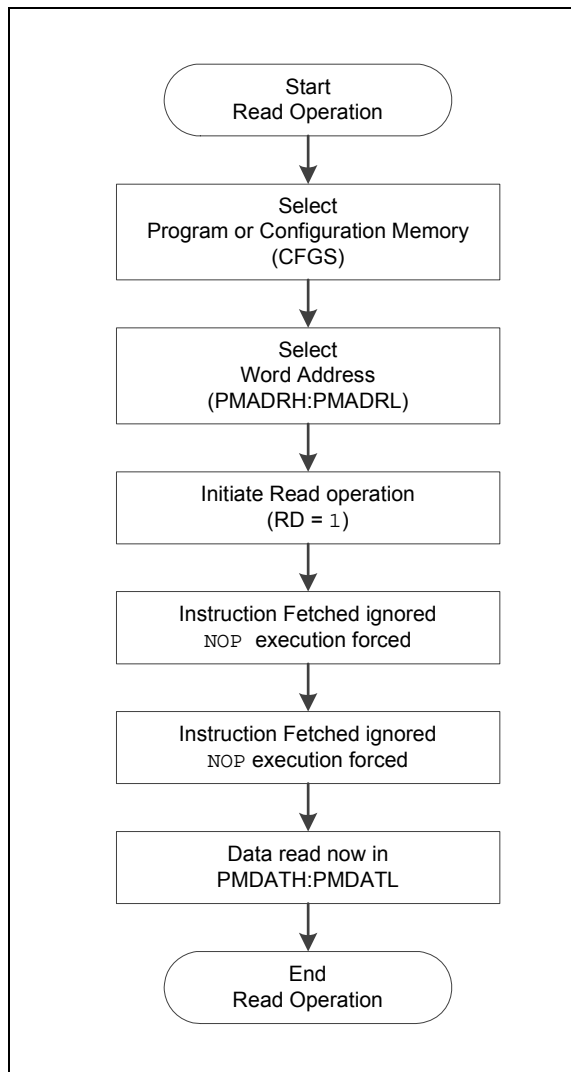 Start
Read Operation
Select
Program or Configuration Memory
(CFGS)
Select
Word Address
(PMADRH:PMADRL)
Initiate Read operation
(RD = 1)
Instruction Fetched ignored
NOP execution forced
Instruction Fetched ignored
NOP execution forced
Data read now in
PMDATH:PMDATL
End
Read Operation